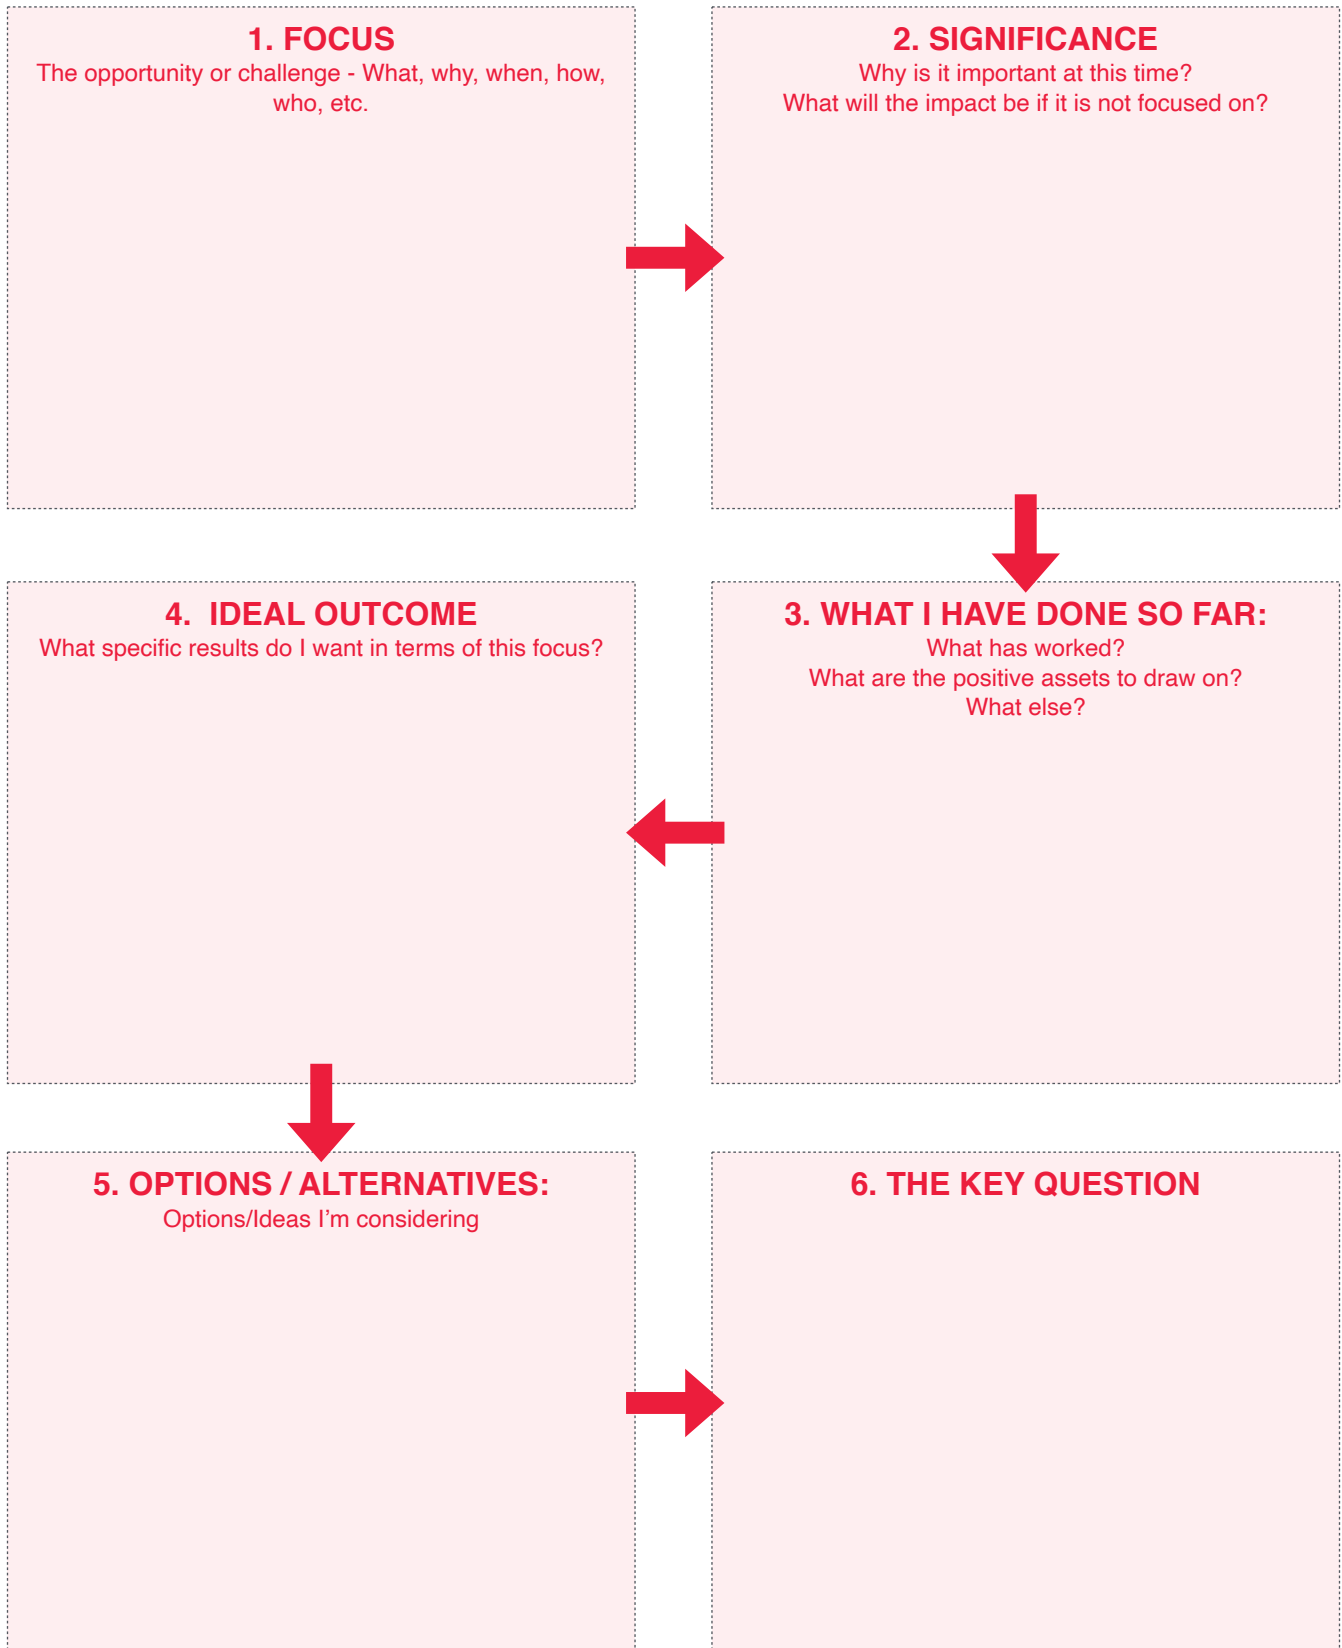 1. FOCUS
The opportunity or challenge - What, why, when, how,
who, etc.
2. SIGNIFICANCE
Why is it important at this time?
What will the impact be if it is not focused on?
3. WHAT I HAVE DONE SO FAR:
What has worked?
What are the positive assets to draw on?
What else?
4. IDEAL OUTCOME
What specific results do I want in terms of this focus?
5. OPTIONS / ALTERNATIVES:
Options/Ideas I'm considering
6. THE KEY QUESTION